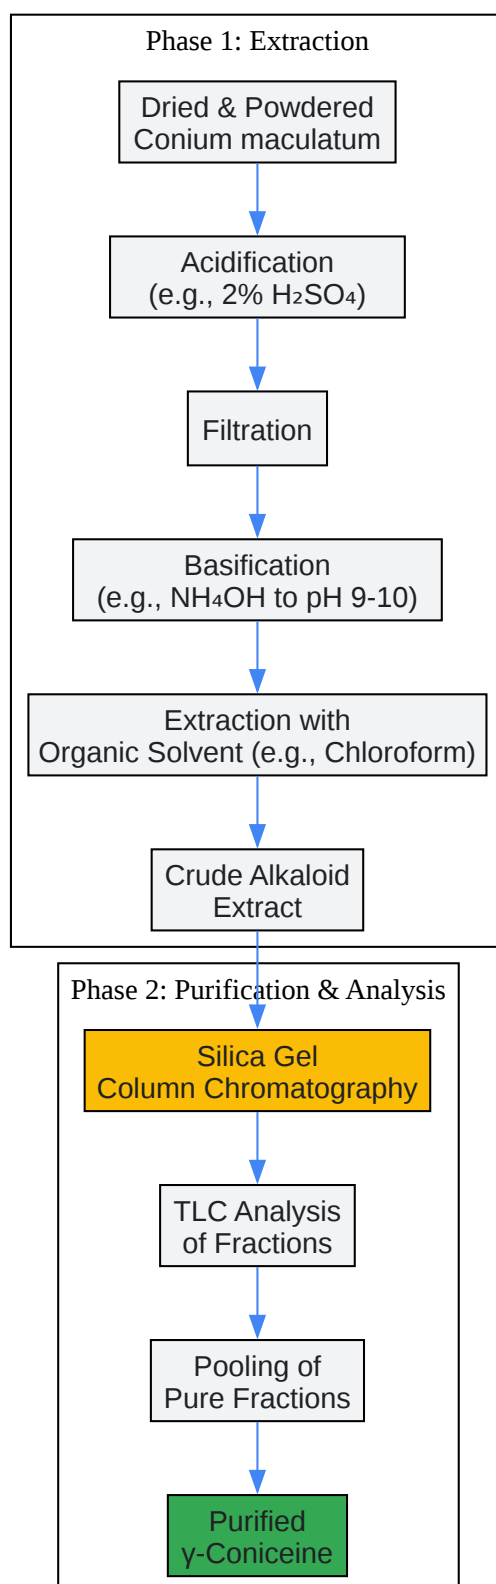 Phase 1: Extraction
Dried & Powdered
Conium maculatum
Acidification
(e.g., 2% H₂SO₄)
Filtration
Basification
(e.g., NH₄OH to pH 9-10)
Extraction with
Organic Solvent (e.g., Chloroform)
Crude Alkaloid
Extract
Phase 2: Purification & Analysis
Silica Gel
Column Chromatography
TLC Analysis
of Fractions
Pooling of
Pure Fractions
Purified
γ-Coniceine